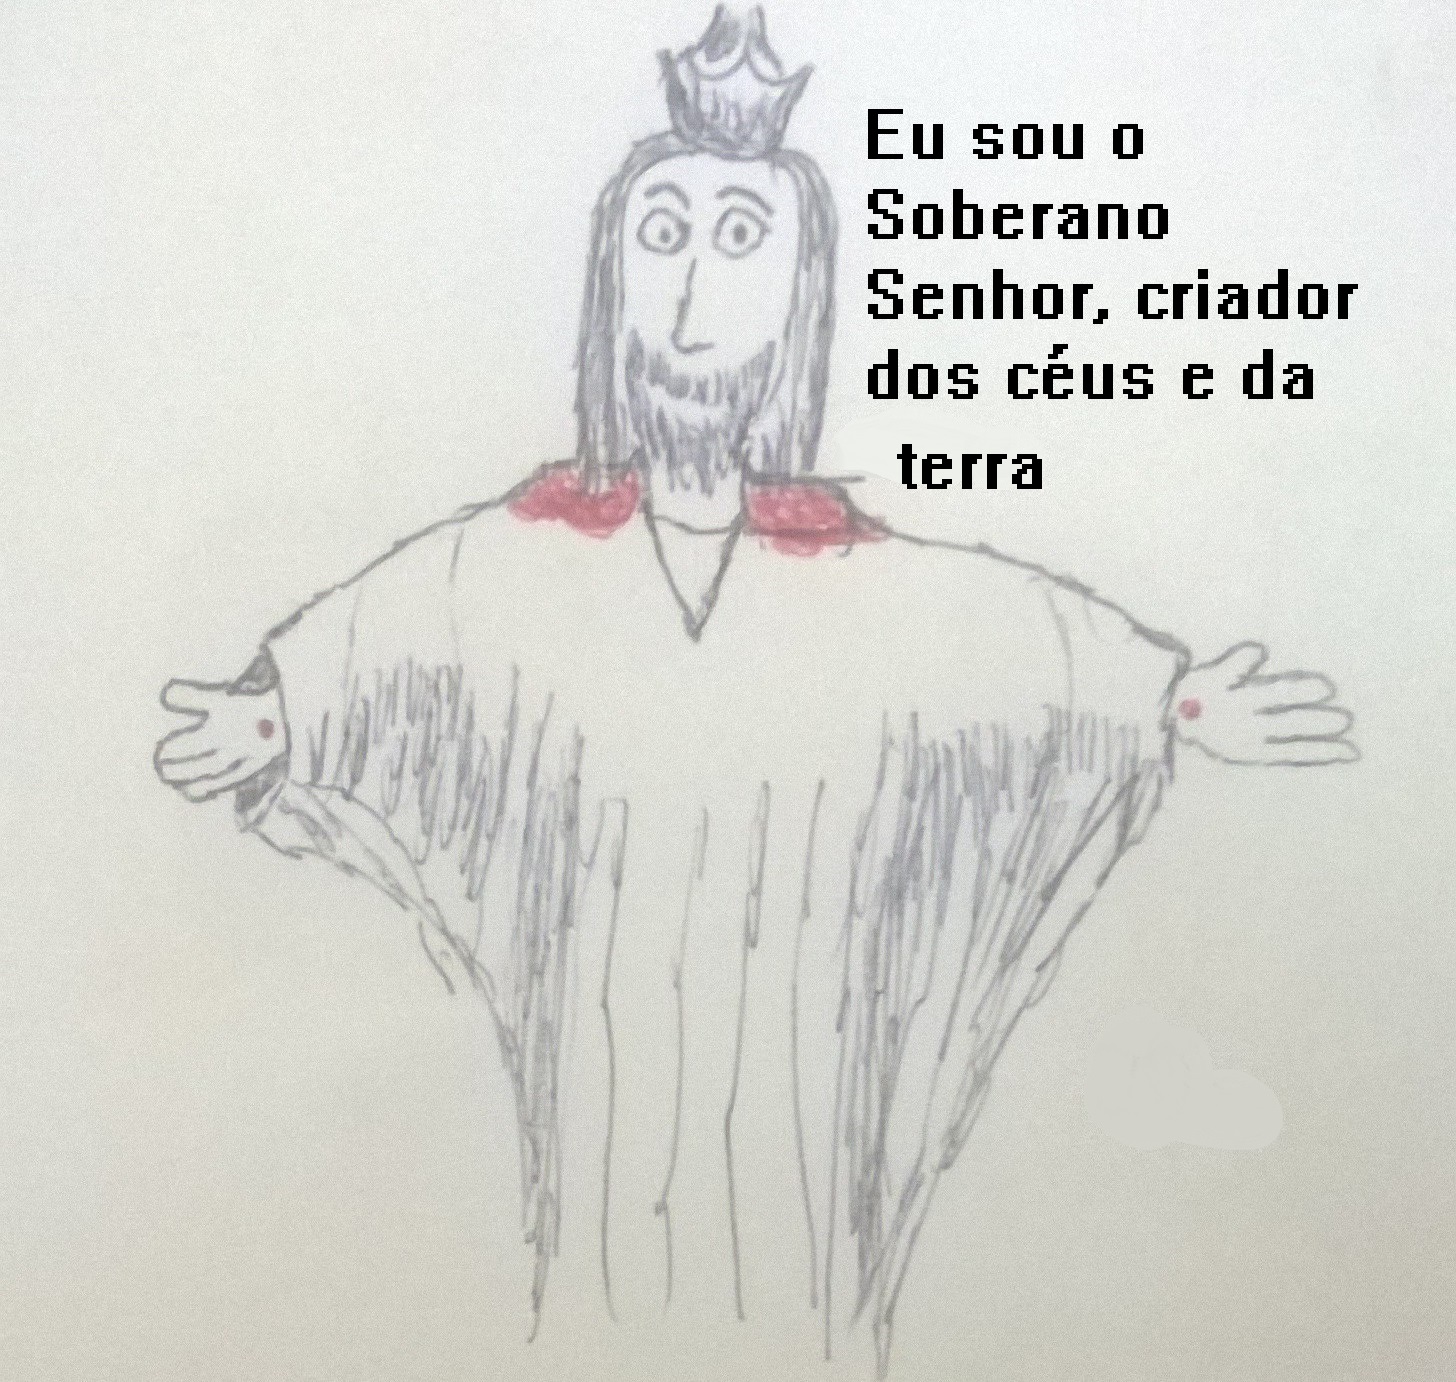 Eu sou o
Soberano
Senhor, criador
dos céus e da
terra